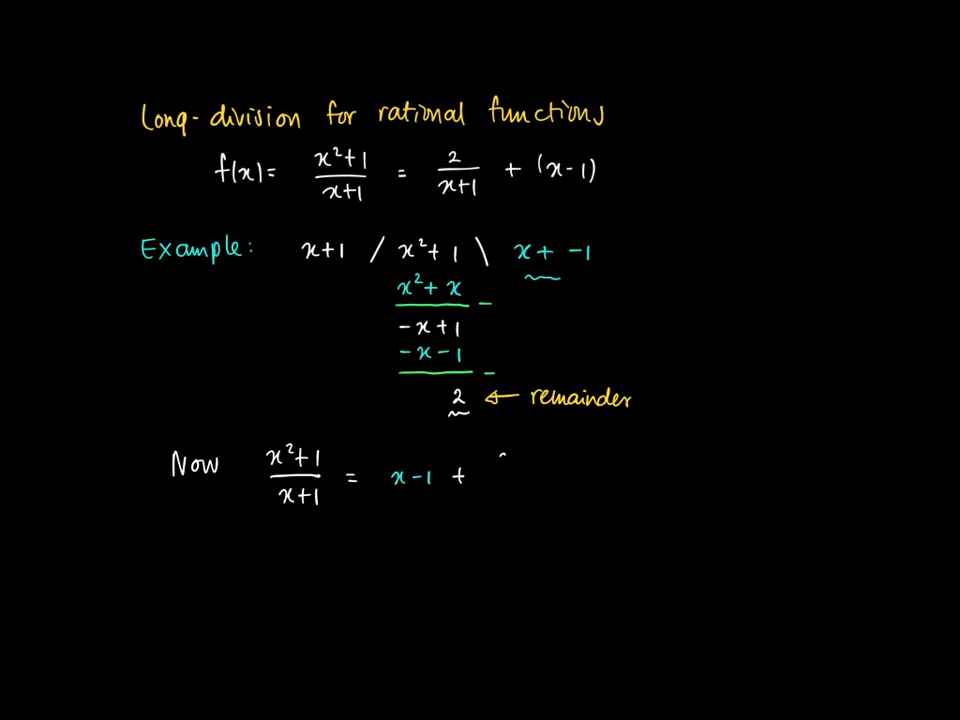 Long-division for rational functions
f(x)= x²+1/x+1 = 2/x+1 + (x-1)
Example: x+1 / x²+1 \ x+ -1
x²+ x
-
-x+1
-x-1
-
2 ← remainder
Now x²+1/x+1 = x-1 +